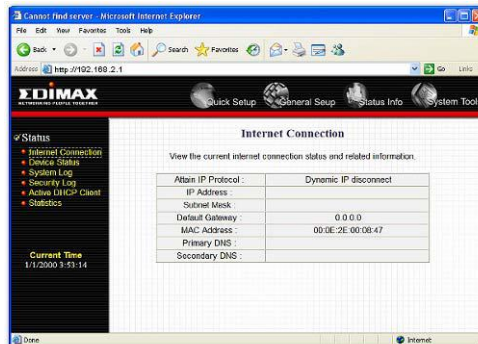 Cannot find server - Microsoft Internet Explorer
File Edit View Favorites Tools Help
Back Search Favorites
Address http://192.168.2.1 Go Links
EDIMAX
NETWORKING PEOPLE TOGETHER
Quick Setup General Seup Status Info System Tools
Status
Internet Connection
Device Status
System Log
Security Log
Active DHCP Client
Statistics
Current Time
1/1/2000 3:53:14
Internet Connection
View the current internet connection status and related information.
Attain IP Protocol : Dynamic IP disconnect
IP Address :
Subnet Mask :
Default Gateway : 0.0.0.0
MAC Address : 00:0E:2E:00:08:47
Primary DNS :
Secondary DNS :
Done Internet